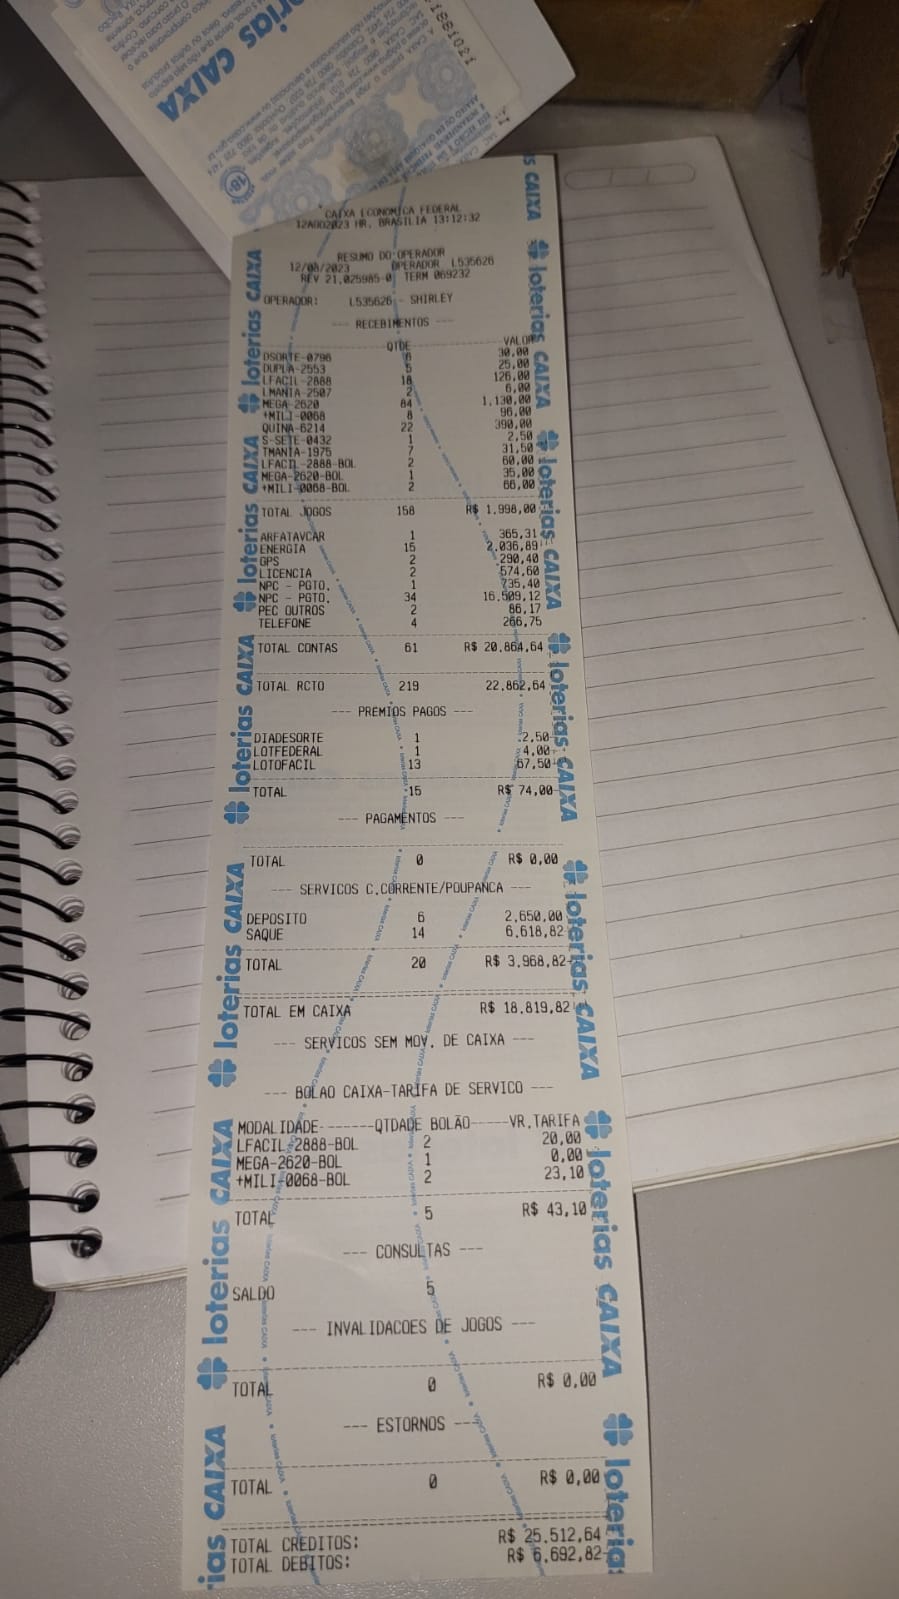 loterias CAIXA
CAIXA ECONOMICA FEDERAL
12AGO2023 HR. BRASILIA 13:12:32
RESUMO DO OPERADOR
12/08/2023 OPERADOR L535626
REV 21.025985-0 TERM 069232
OPERADOR: L535626 - SHIRLEY
--- RECEBIMENTOS ---
QTDE VALOR
DSORTE-0796 6 30,00
DUPLA-2553 5 25,00
LFACIL-2888 18 126,00
LMANIA-2507 2 6,00
MEGA-2620 84 1.130,00
+MILI-0068 8 96,00
QUINA-6214 22 390,00
S-SETE-0432 1 2,50
TMANIA-1975 7 31,50
LFACIL-2888-BOL 2 60,00
MEGA-2620-BOL 1 35,00
+MILI-0068-BOL 2 66,00
TOTAL JOGOS 158 R$ 1.998,00
ARFATAVCAR 1 365,31
ENERGIA 15 2.036,89
GPS 2 290,40
LICENCIA 2 574,60
NPC - PGTO. 1 735,40
NPC - PGTO. 34 16.509,12
PEC OUTROS 2 86,17
TELEFONE 4 266,75
TOTAL CONTAS 61 R$ 20.864,64
TOTAL RCTO 219 22.862,64
--- PREMIOS PAGOS ---
DIADESORTE 1 2,50-
LOTFEDERAL 1 4,00-
LOTOFACIL 13 67,50-
TOTAL 15 R$ 74,00-
--- PAGAMENTOS ---
TOTAL 0 R$ 0,00
--- SERVICOS C.CORRENTE/POUPANCA ---
DEPOSITO 6 2.650,00
SAQUE 14 6.618,82-
TOTAL 20 R$ 3.968,82-
TOTAL EM CAIXA R$ 18.819,82
--- SERVICOS SEM MOV. DE CAIXA ---
--- BOLAO CAIXA-TARIFA DE SERVICO ---
MODALIDADE-------QTDADE BOLÃO-----VR.TARIFA
LFACIL-2888-BOL 2 20,00
MEGA-2620-BOL 1 0,00
+MILI-0068-BOL 2 23,10
TOTAL 5 R$ 43,10
--- CONSULTAS ---
SALDO 5
--- INVALIDACOES DE JOGOS ---
TOTAL 0 R$ 0,00
--- ESTORNOS ---
TOTAL 0 R$ 0,00
TOTAL CREDITOS: R$ 25.512,64
TOTAL DEBITOS: R$ 6.692,82-